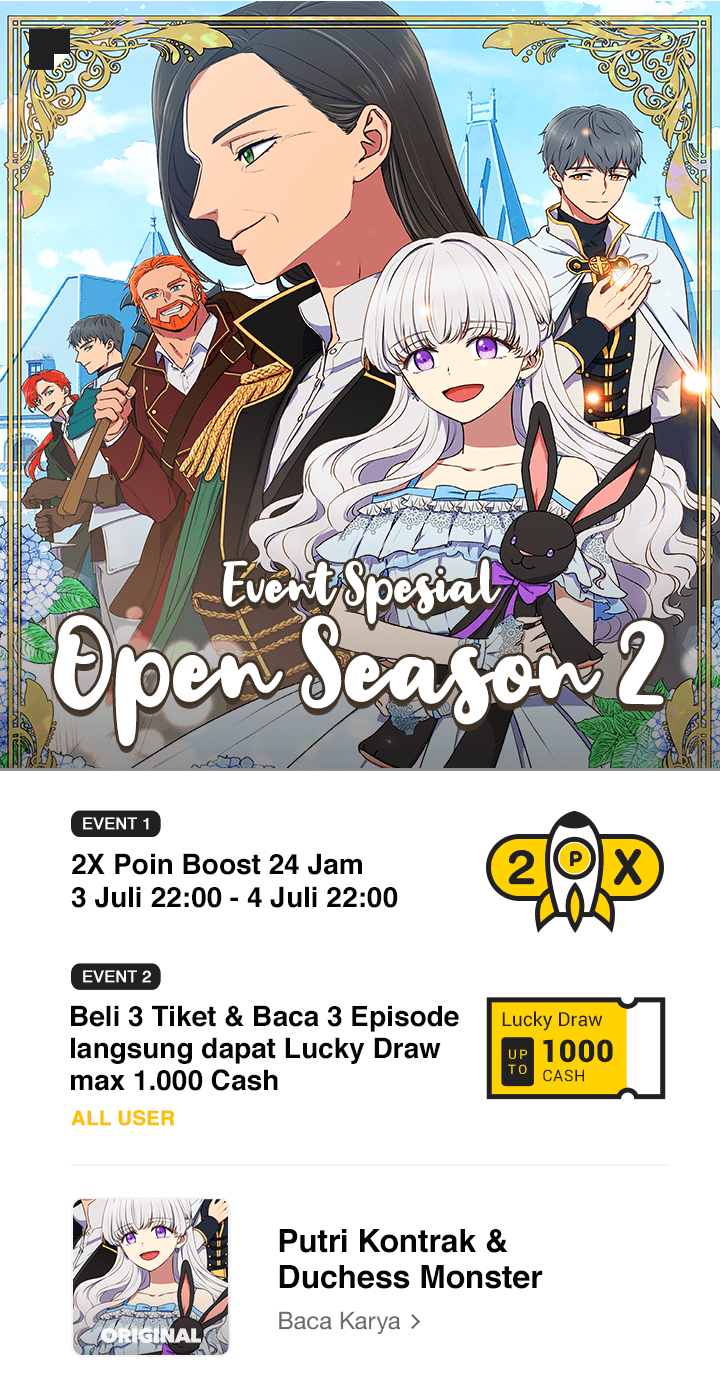 Event Spesial
Open Season 2
EVENT 1
2X Poin Boost 24 Jam
3 Juli 22:00 - 4 Juli 22:00
2 P X
EVENT 2
Beli 3 Tiket & Baca 3 Episode
langsung dapat Lucky Draw
max 1.000 Cash
ALL USER
Lucky Draw
UP TO 1000
CASH
Putri Kontrak &
Duchess Monster
Baca Karya >
ORIGINAL